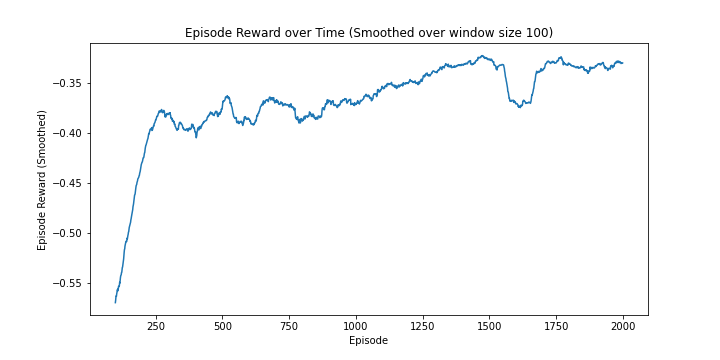 Episode Reward over Time (Smoothed over window size 100)
Episode Reward (Smoothed)
−0.35
−0.40
−0.45
−0.50
−0.55
250 500 750 1000 1250 1500 1750 2000
Episode